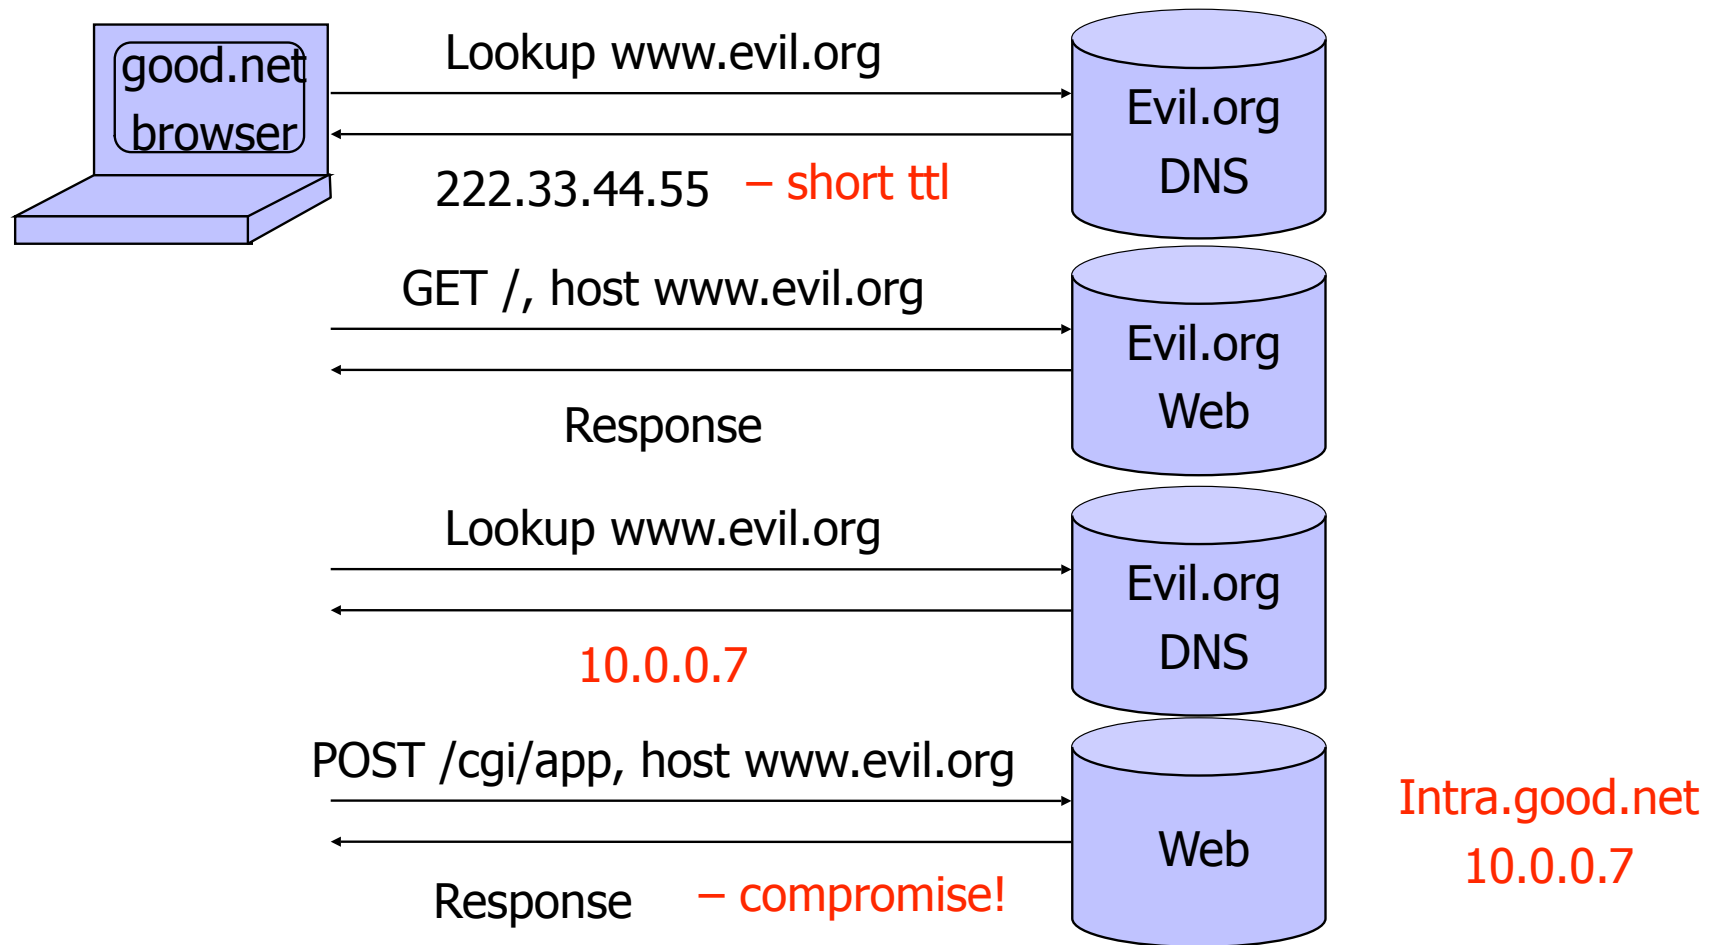 good.net
browser
Lookup www.evil.org
Evil.org
DNS
222.33.44.55 – short ttl
GET /, host www.evil.org
Evil.org
Web
Response
Lookup www.evil.org
Evil.org
DNS
10.0.0.7
POST /cgi/app, host www.evil.org
Web
Intra.good.net
10.0.0.7
Response – compromise!